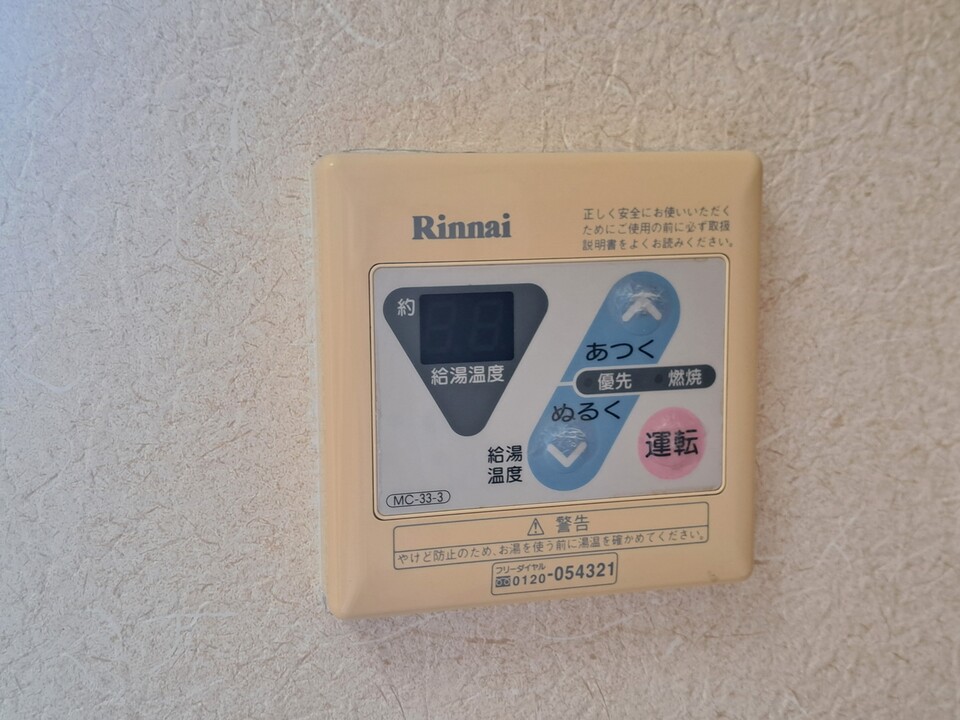 Rinnai
正しく安全にお使いいただく
ためにご使用の前に必ず取扱
説明書をよくお読みください。
約
給湯温度
あつく
優先 燃焼
ぬるく
給湯
温度
運転
MC-33-3
⚠ 警告
やけど防止のため、お湯を使う前に湯温を確かめてください。
フリーダイヤル
0120-054321